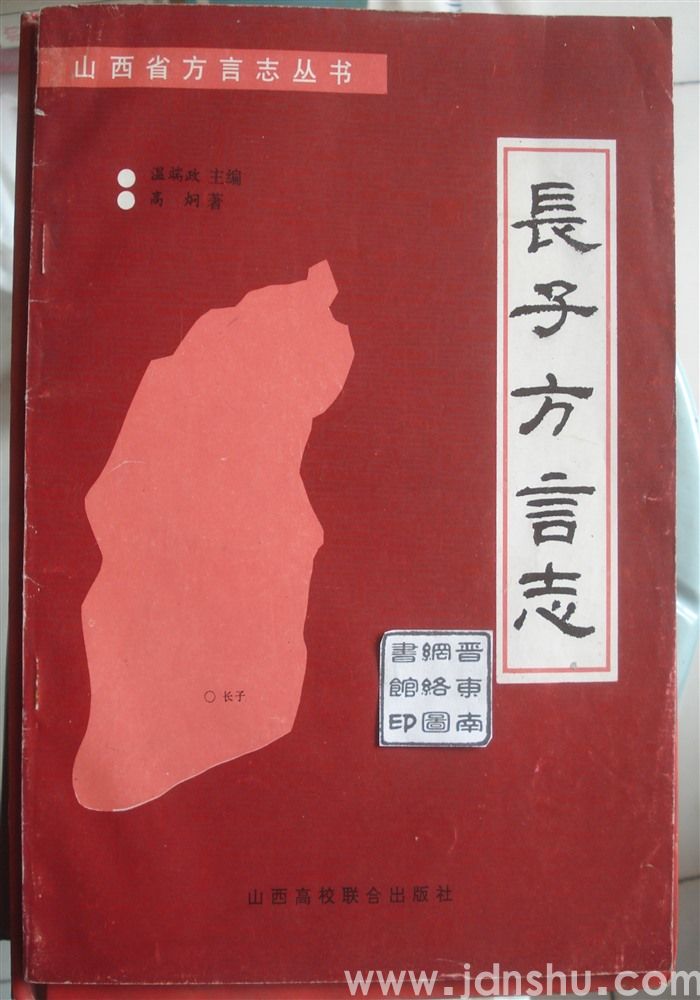 山西省方言志丛书
温端政 主编
高 炯 著
長子方言志
长子
晋東南
網絡圖
書館印
山西高校联合出版社
www.jdnshu.com